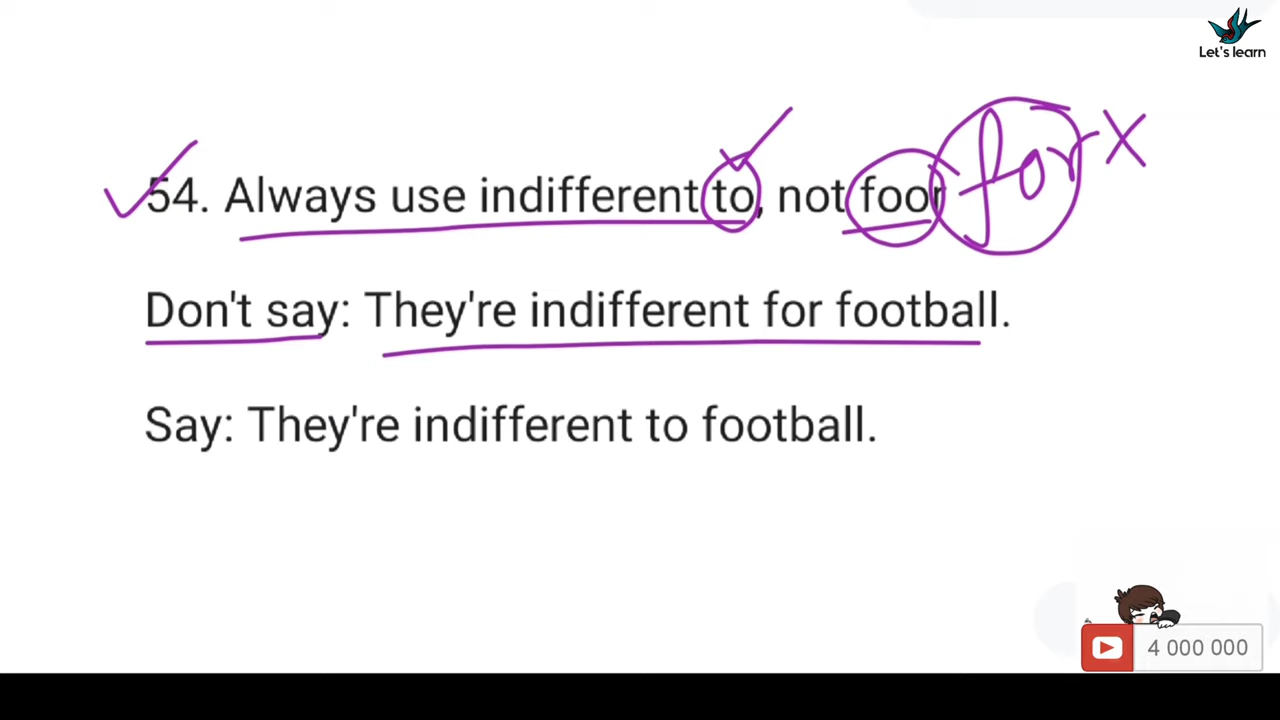 Let's learn
54. Always use indifferent to, not foor for x
Don't say: They're indifferent for football.
Say: They're indifferent to football.
4 000 000